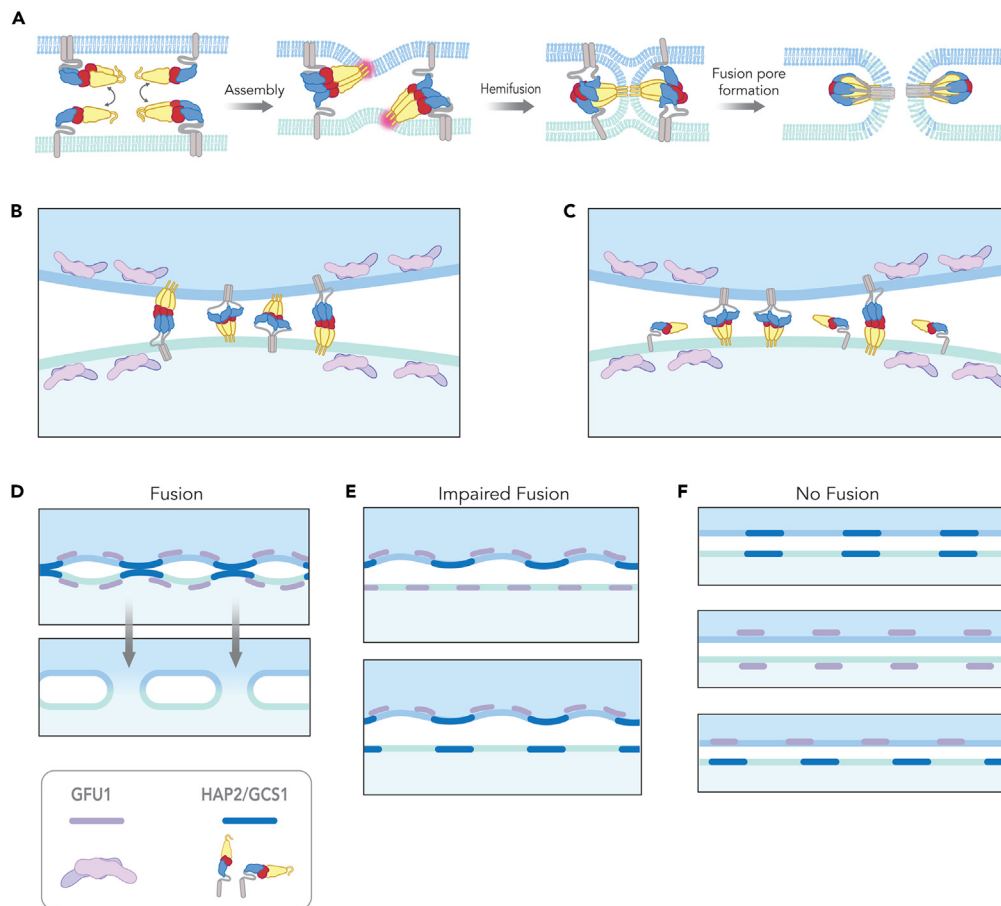 A
Assembly
Hemifusion
Fusion pore
formation
B
C
D
Fusion
E
Impaired Fusion
F
No Fusion
GFU1
HAP2/GCS1